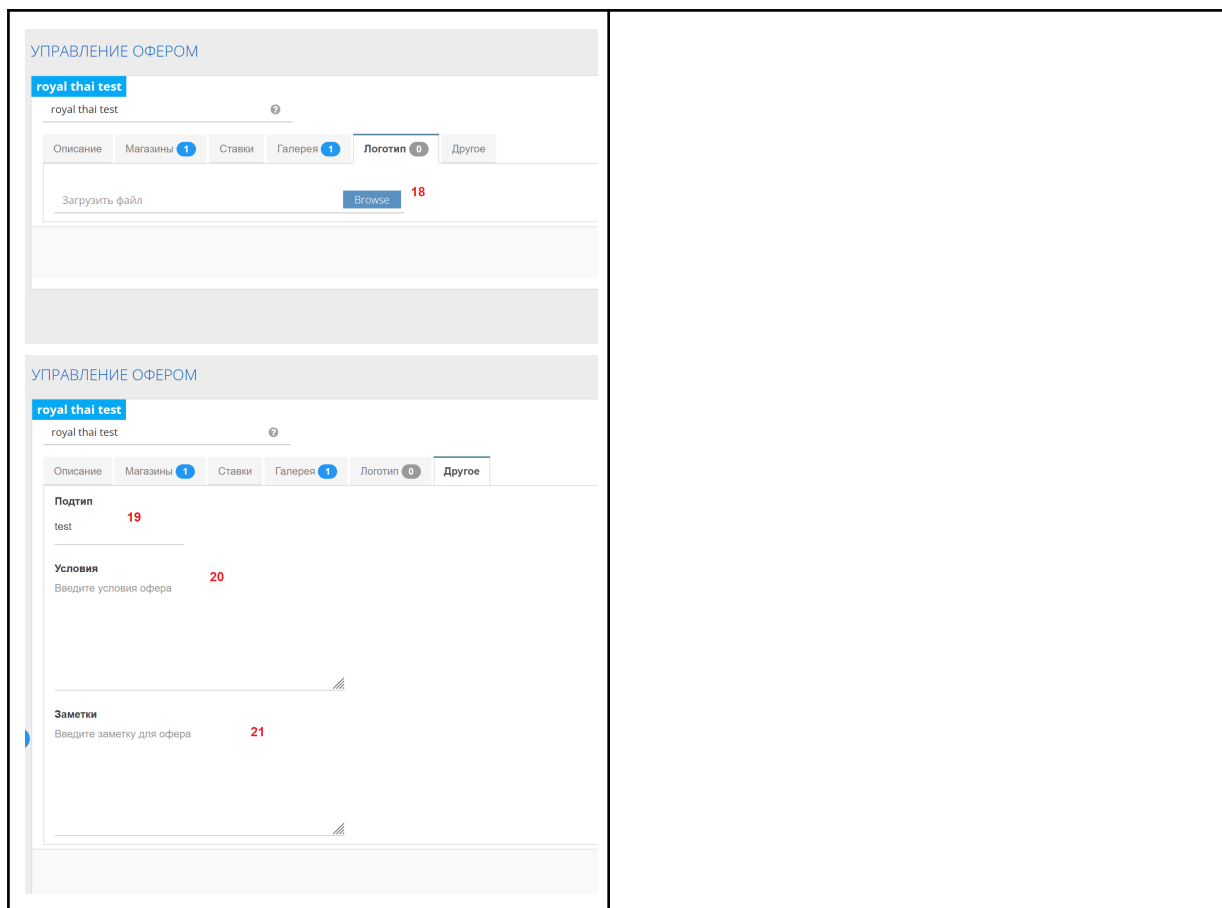 УПРАВЛЕНИЕ ОФЕРОМ
royal thai test
royal thai test
Описание Магазины 1 Ставки Галерея 1 Логотип 0 Другое
Загрузить файл Browse 18
УПРАВЛЕНИЕ ОФЕРОМ
royal thai test
royal thai test
Описание Магазины 1 Ставки Галерея 1 Логотип 0 Другое
Подтип
19
test
Условия
20
Введите условия офера
Заметки
Введите заметку для офера 21